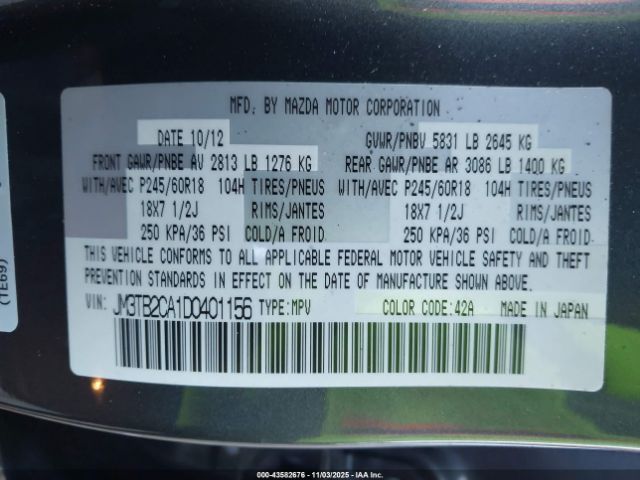 MFD. BY MAZDA MOTOR CORPORATION
DATE 10/12 GVWR/PNBV 5831 LB 2645 KG
FRONT GAWR/PNBE AV 2813 LB 1276 KG REAR GAWR/PNBE AR 3086 LB 1400 KG
WITH/AVEC P245/60R18 104H TIRES/PNEUS WITH/AVEC P245/60R18 104H TIRES/PNEUS
18X7 1/2J RIMS/JANTES 18X7 1/2J RIMS/JANTES
250 KPA/36 PSI COLD/A FROID 250 KPA/36 PSI COLD/A FROID
THIS VEHICLE CONFORMS TO ALL APPLICABLE FEDERAL MOTOR VEHICLE SAFETY AND THEFT
PREVENTION STANDARDS IN EFFECT ON THE DATE OF MANUFACTURE SHOWN ABOVE.
VIN: JM3TB2CA1D0401156 TYPE:MPV COLOR CODE:42A MADE IN JAPAN
(TE69)
000-43582676 - 11/03/2025 - IAA Inc.